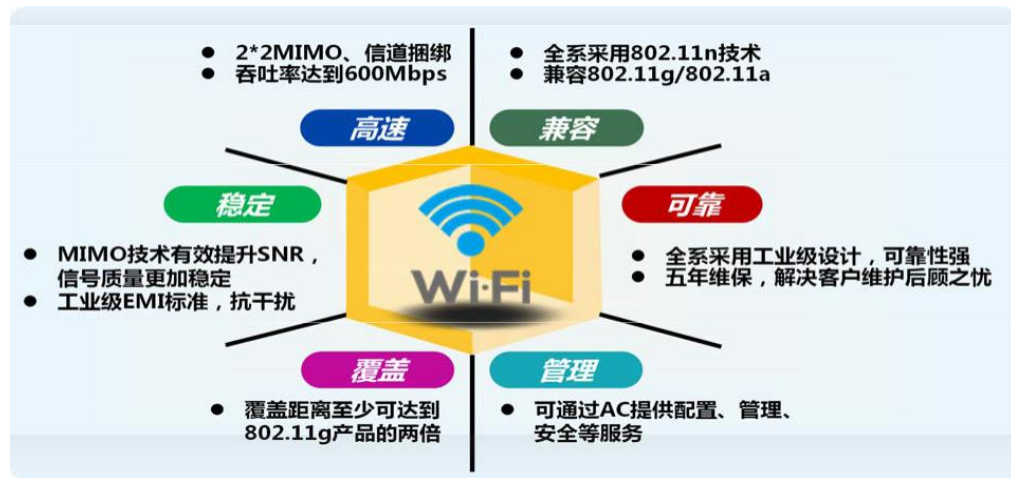 ● 2*2MIMO、信道捆绑
● 吞吐率达到600Mbps
高速
● 全系采用802.11n技术
● 兼容802.11g/802.11a
兼容
稳定
● MIMO技术有效提升SNR，
信号质量更加稳定
● 工业级EMI标准，抗干扰
Wi·Fi
可靠
● 全系采用工业级设计，可靠性强
● 五年维保，解决客户维护后顾之忧
覆盖
● 覆盖距离至少可达到
802.11g产品的两倍
管理
● 可通过AC提供配置、管理、
安全等服务